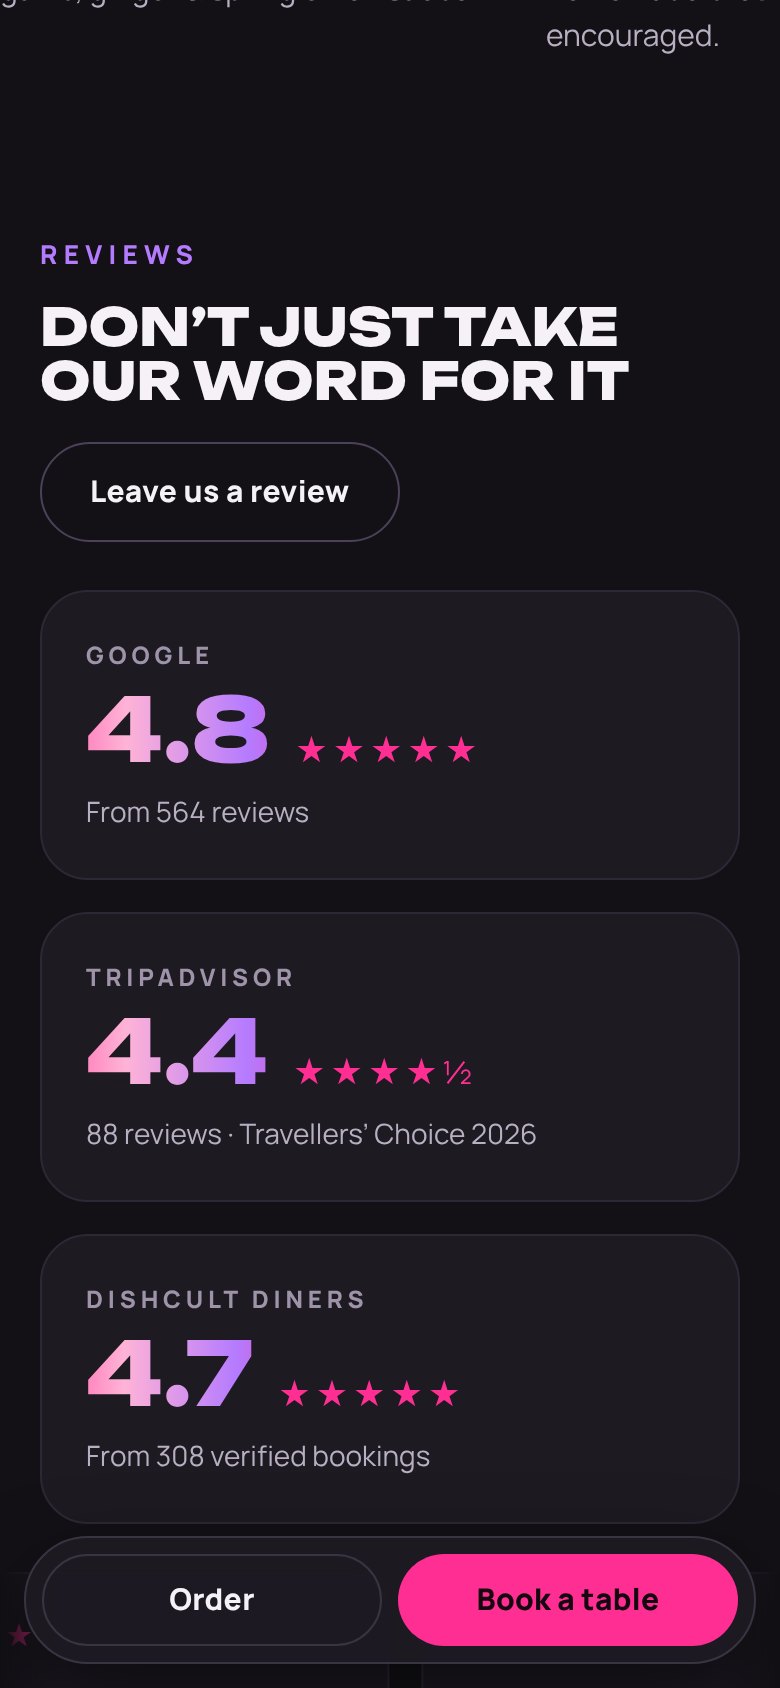 encouraged.
REVIEWS
DON’T JUST TAKE
OUR WORD FOR IT
Leave us a review
GOOGLE
4.8 ★★★★★
From 564 reviews
TRIPADVISOR
4.4 ★★★★½
88 reviews · Travellers’ Choice 2026
DISHCULT DINERS
4.7 ★★★★★
From 308 verified bookings
Order
Book a table
★